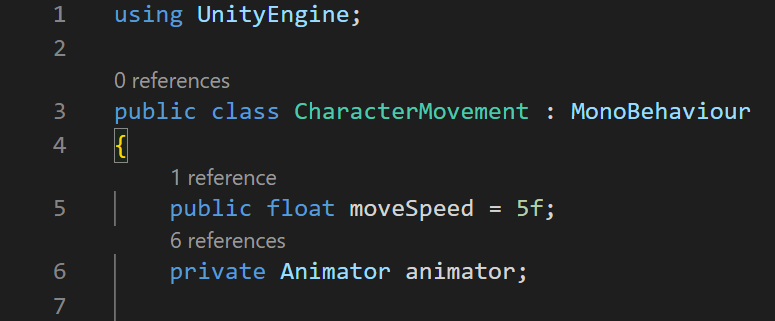 1 using UnityEngine;
2
0 references
3 public class CharacterMovement : MonoBehaviour
4 {
1 reference
5 public float moveSpeed = 5f;
6 references
6 private Animator animator;
7